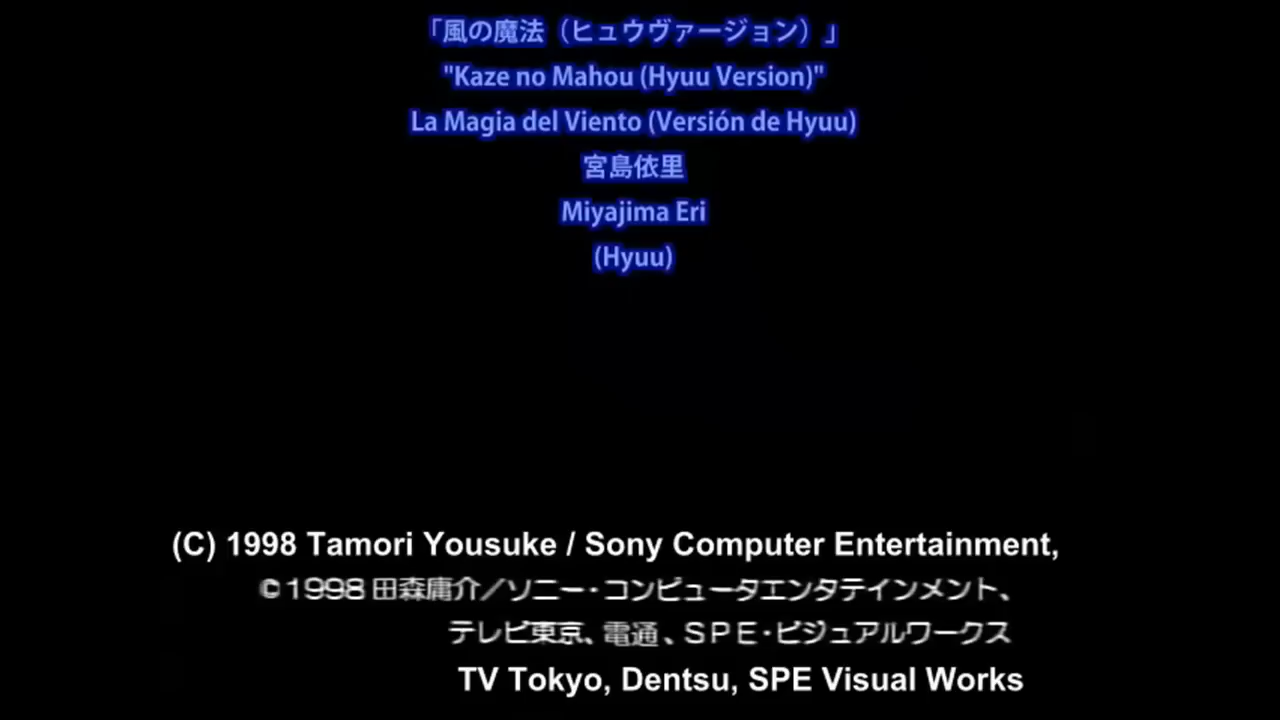 「風の魔法（ヒュウヴァージョン）」
"Kaze no Mahou (Hyuu Version)"
La Magia del Viento (Versión de Hyuu)
宮島依里
Miyajima Eri
(Hyuu)
(C) 1998 Tamori Yousuke / Sony Computer Entertainment,
©1998 田森庸介／ソニー・コンピュータエンタテインメント、
テレビ東京、電通、ＳＰＥ・ビジュアルワークス
TV Tokyo, Dentsu, SPE Visual Works